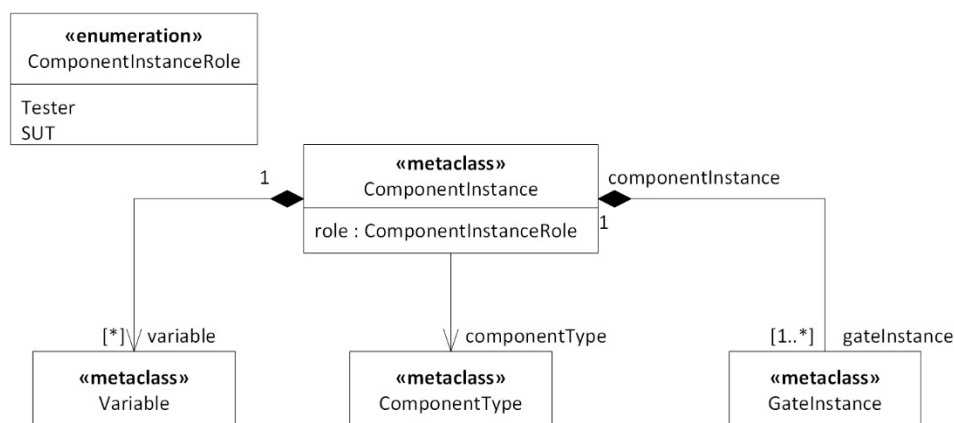 «enumeration»
ComponentInstanceRole
Tester
SUT
«metaclass»
ComponentInstance
role : ComponentInstanceRole
1
componentInstance
1
[*] variable
componentType
[1..*] gateInstance
«metaclass»
Variable
«metaclass»
ComponentType
«metaclass»
GateInstance